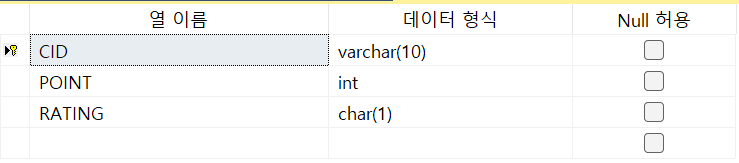 열 이름 데이터 형식 Null 허용
CID varchar(10)
POINT int
RATING char(1)